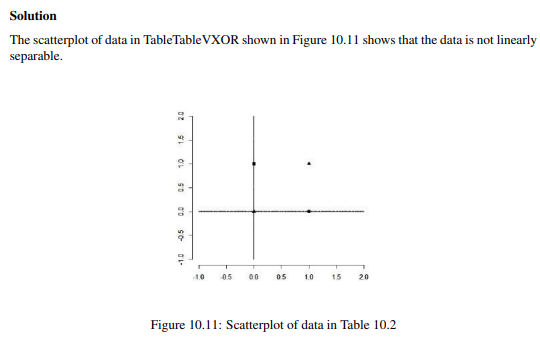 Solution
The scatterplot of data in TableTableVXOR shown in Figure 10.11 shows that the data is not linearly
separable.
2.0
1.5
1.0
0.5
0.0
-0.5
-1.0
-1.0 -0.5 0.0 0.5 1.0 1.5 2.0
Figure 10.11: Scatterplot of data in Table 10.2